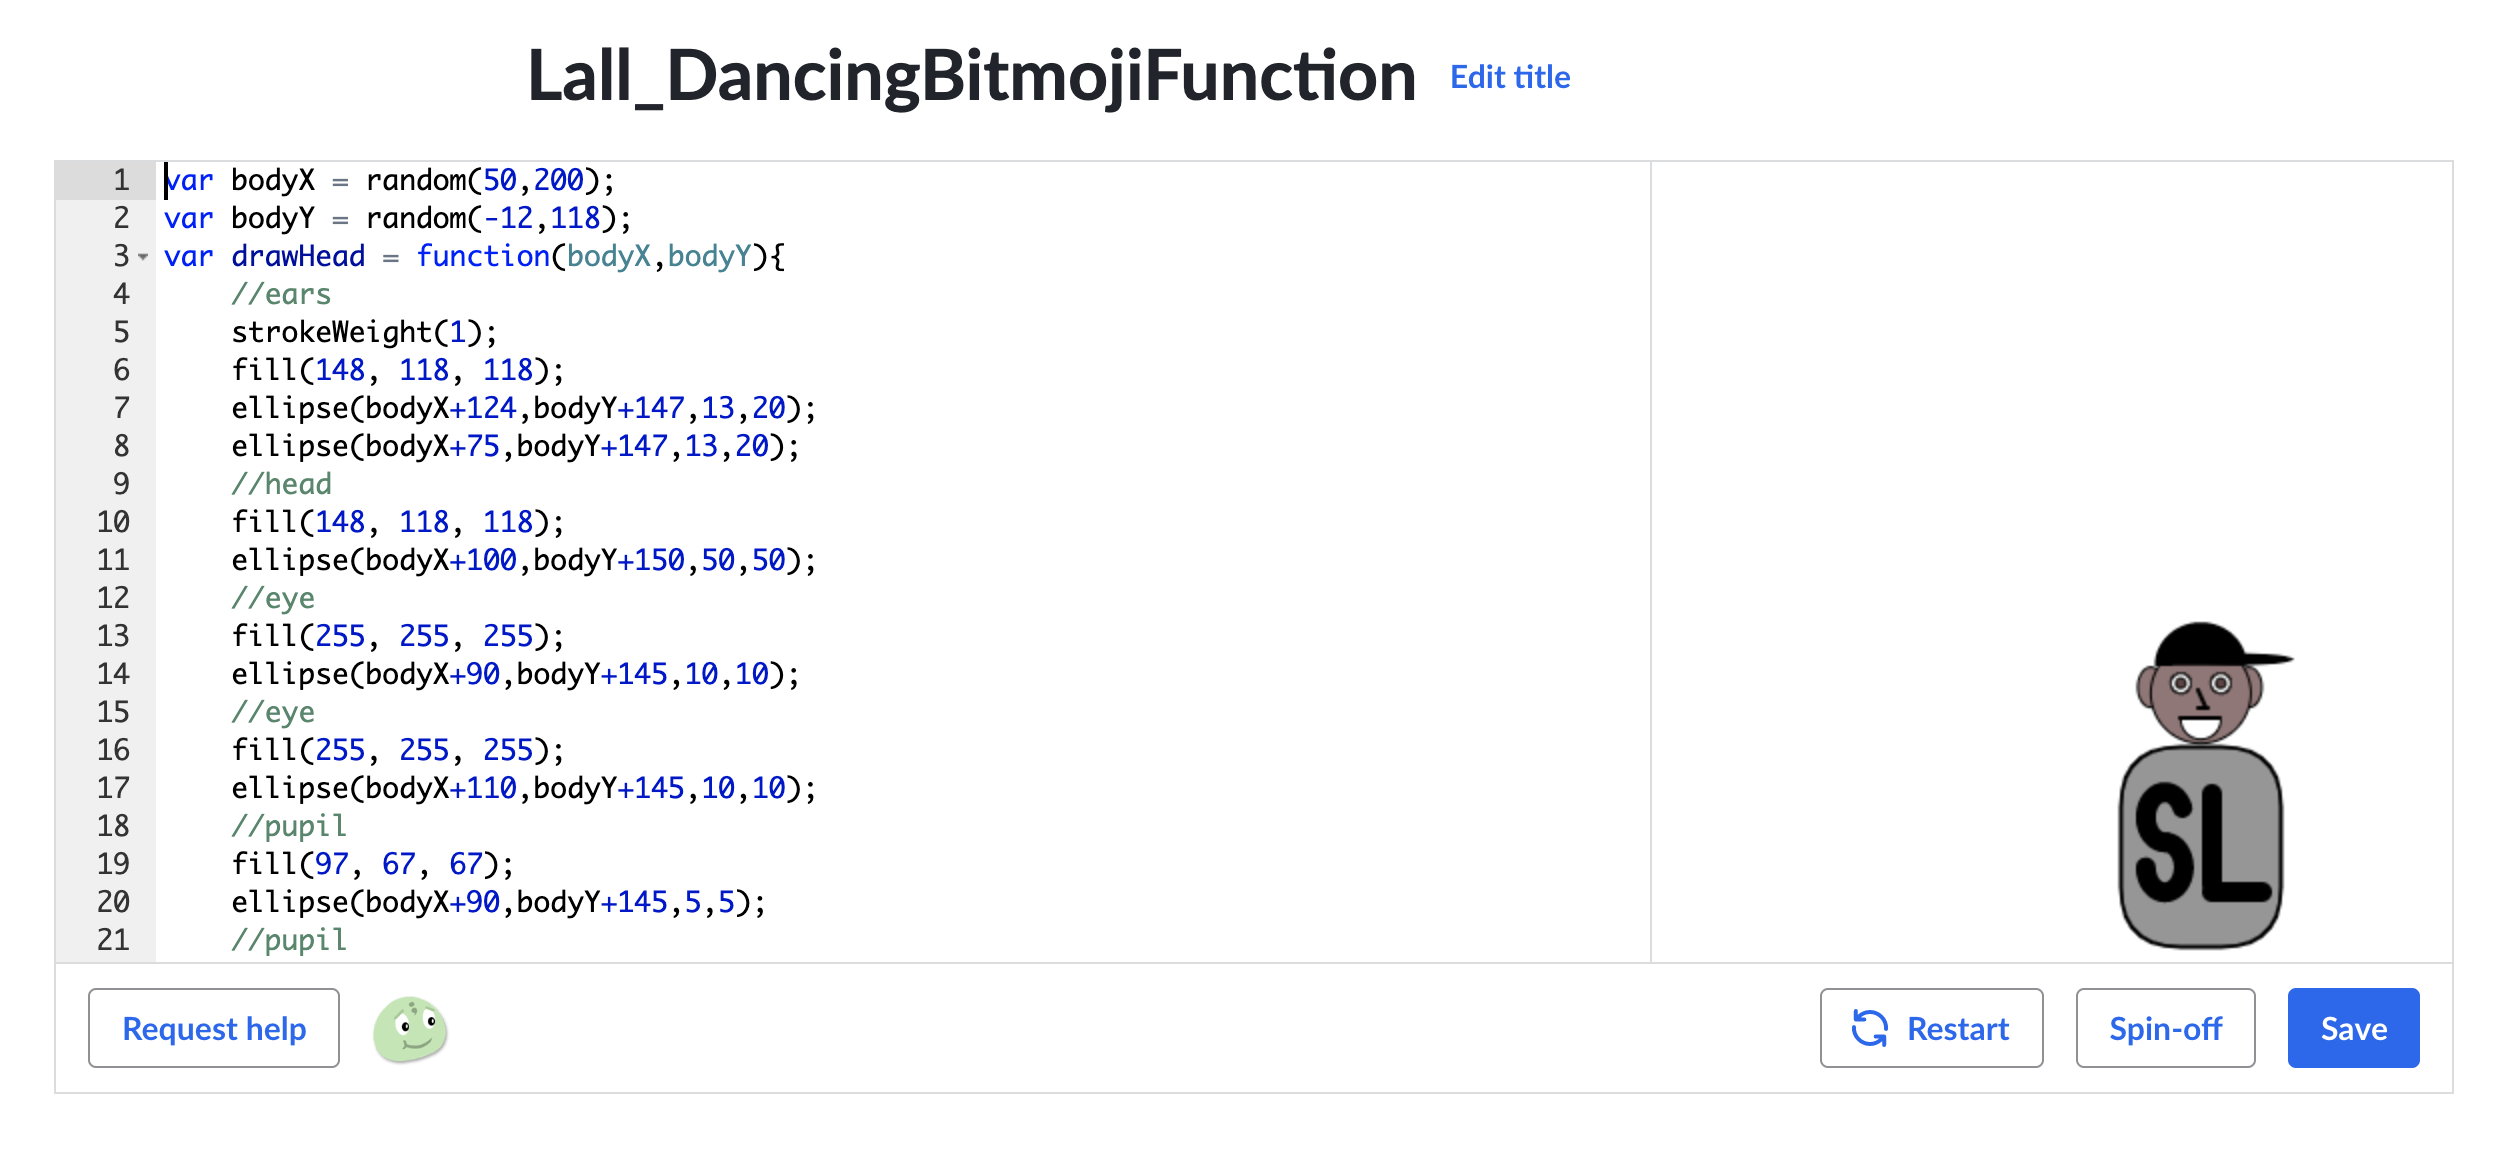 Lall_DancingBitmojiFunction Edit title
1 var bodyX = random(50,200);
2 var bodyY = random(-12,118);
3 var drawHead = function(bodyX,bodyY){
4     //ears
5     strokeWeight(1);
6     fill(148, 118, 118);
7     ellipse(bodyX+124,bodyY+147,13,20);
8     ellipse(bodyX+75,bodyY+147,13,20);
9     //head
10     fill(148, 118, 118);
11     ellipse(bodyX+100,bodyY+150,50,50);
12     //eye
13     fill(255, 255, 255);
14     ellipse(bodyX+90,bodyY+145,10,10);
15     //eye
16     fill(255, 255, 255);
17     ellipse(bodyX+110,bodyY+145,10,10);
18     //pupil
19     fill(97, 67, 67);
20     ellipse(bodyX+90,bodyY+145,5,5);
21     //pupil
SL
Request help Restart Spin-off Save